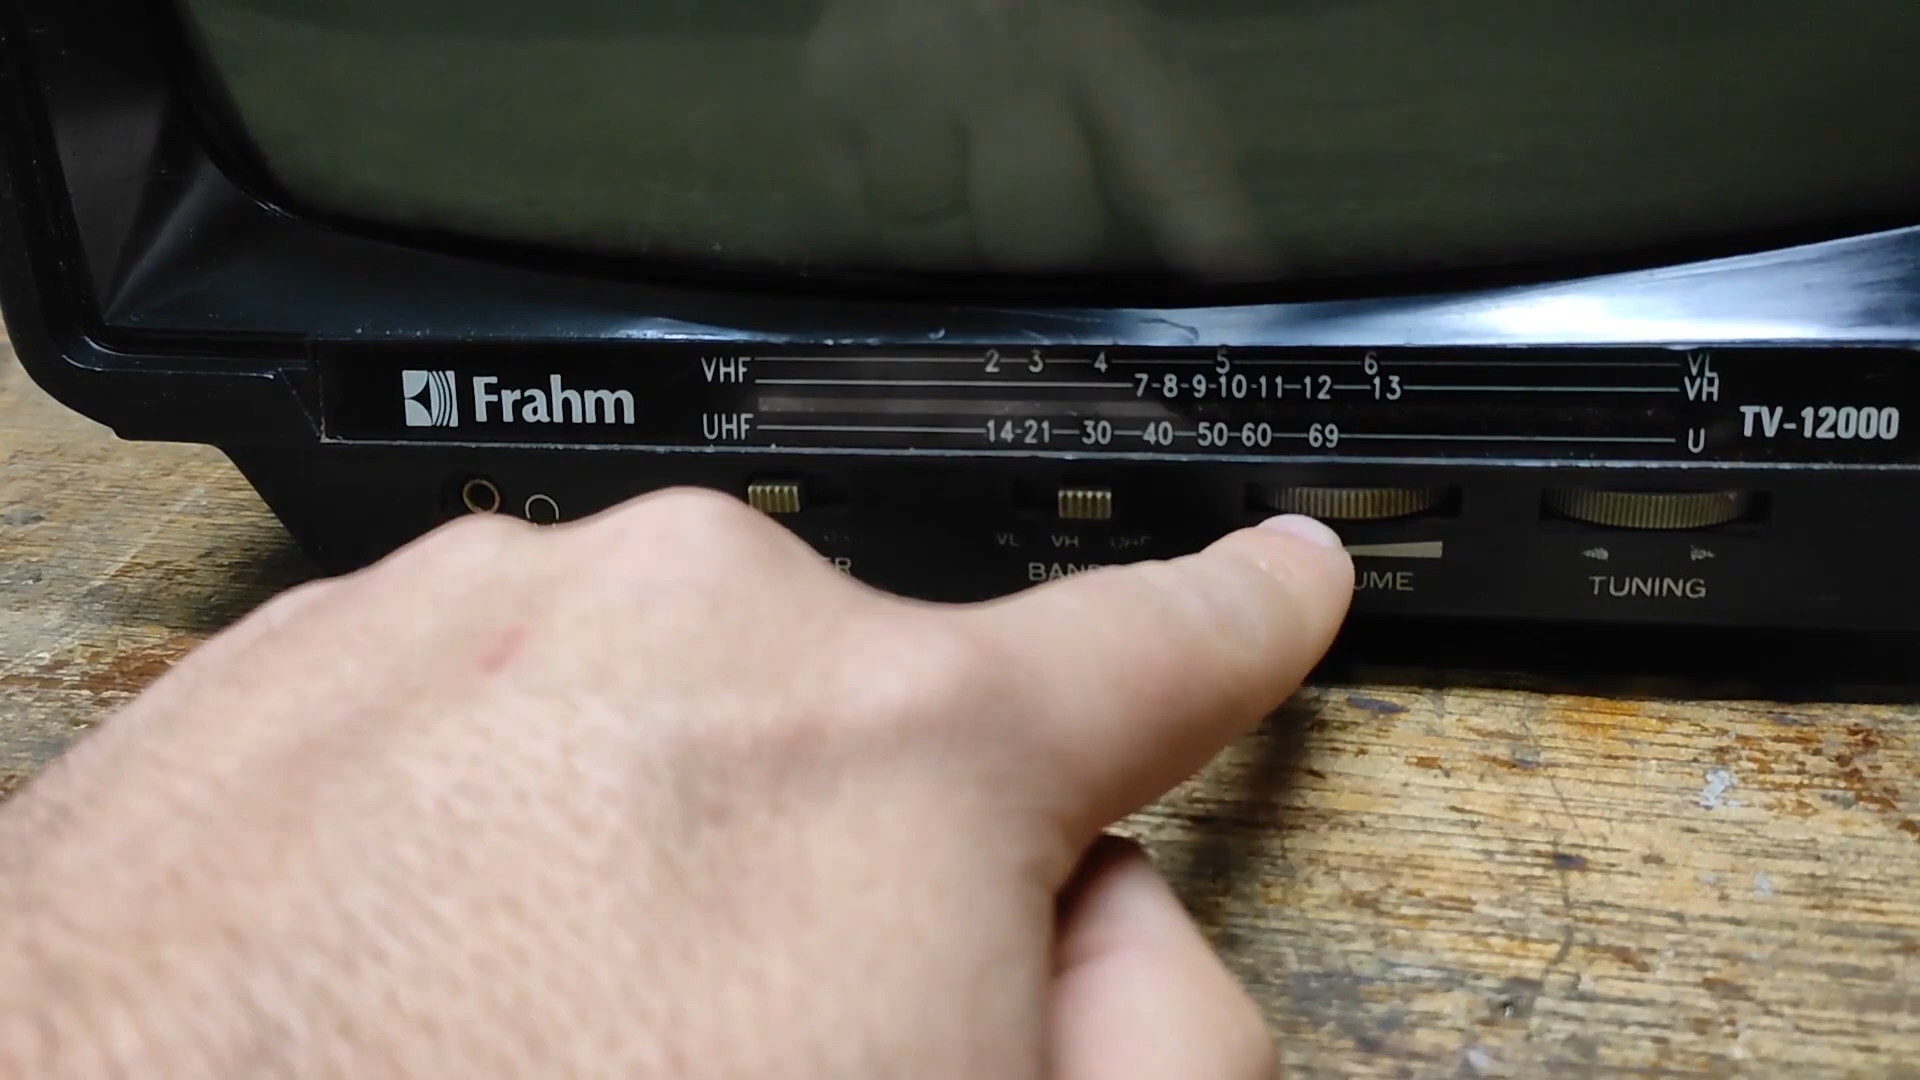 VHF 2 3 4 5 6 VL
7-8-9-10-11-12 13 VH
Frahm
UHF 14-21 30 40 50 60 69 U
TV-12000
VL VH UHF
TUNING